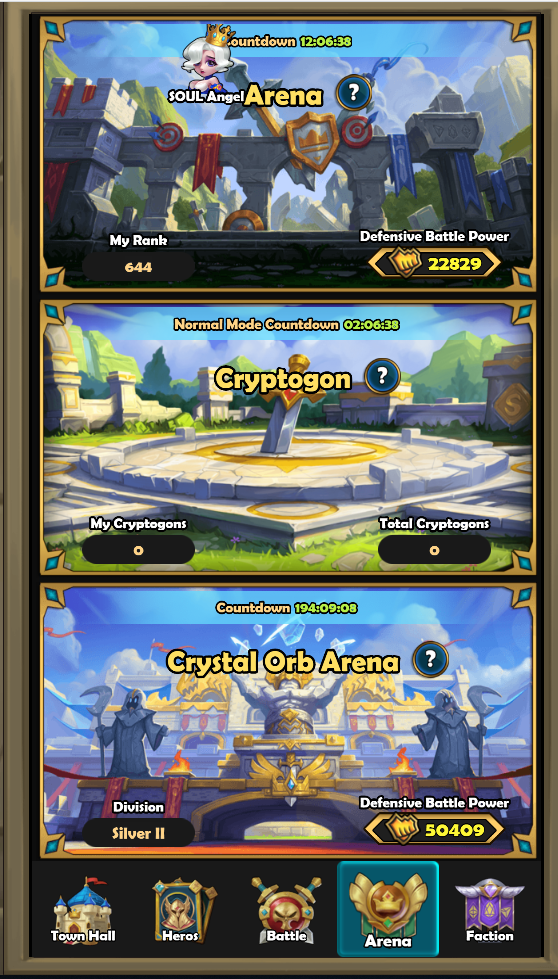 ountdown 12:06:38
SOUL Angel
Arena ?
My Rank
644
Defensive Battle Power
22829
Normal Mode Countdown 02:06:38
Cryptogon ?
My Cryptogons
0
Total Cryptogons
0
Countdown 194:09:08
Crystal Orb Arena ?
Division
Silver II
Defensive Battle Power
50409
Town Hall
Heros
Battle
Arena
Faction